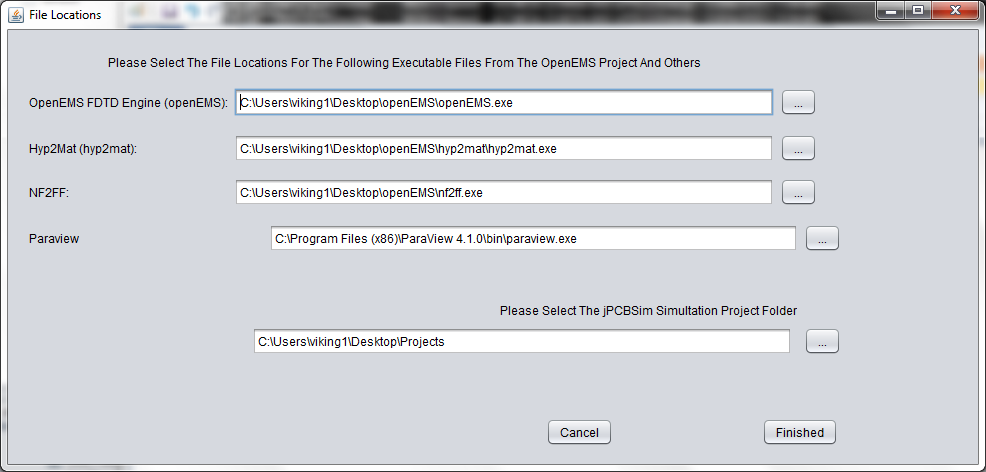 File Locations
Please Select The File Locations For The Following Executable Files From The OpenEMS Project And Others
OpenEMS FDTD Engine (openEMS): C:\Users\viking1\Desktop\openEMS\openEMS.exe ...
Hyp2Mat (hyp2mat): C:\Users\viking1\Desktop\openEMS\hyp2mat\hyp2mat.exe ...
NF2FF: C:\Users\viking1\Desktop\openEMS\nf2ff.exe ...
Paraview C:\Program Files (x86)\ParaView 4.1.0\bin\paraview.exe ...
Please Select The jPCBSim Simultation Project Folder
C:\Users\viking1\Desktop\Projects ...
Cancel Finished